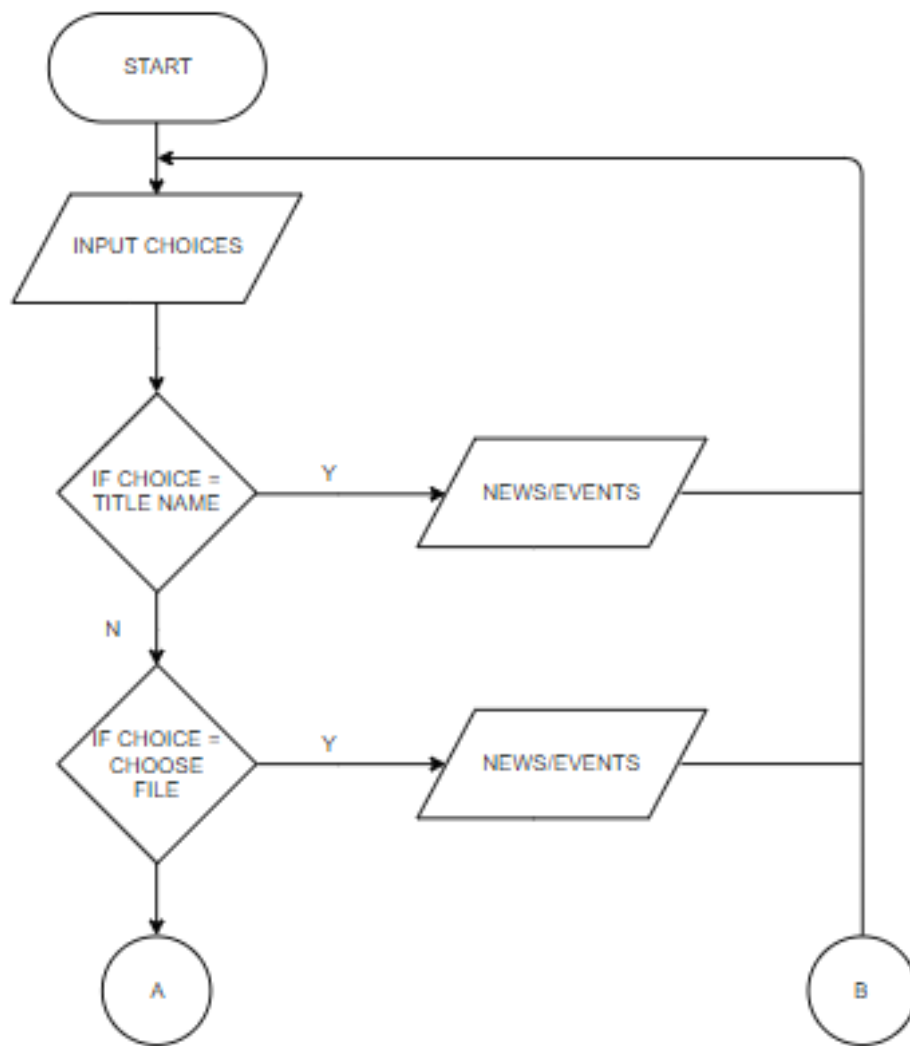 START
INPUT CHOICES
IF CHOICE =
TITLE NAME
Y
NEWS/EVENTS
N
IF CHOICE =
CHOOSE
FILE
Y
NEWS/EVENTS
A
B